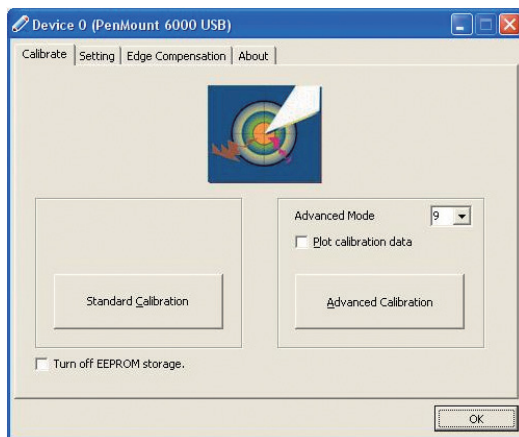 Device 0 (PenMount 6000 USB)
Calibrate Setting Edge Compensation About
Advanced Mode 9
Plot calibration data
Standard Calibration
Advanced Calibration
Turn off EEPROM storage.
OK